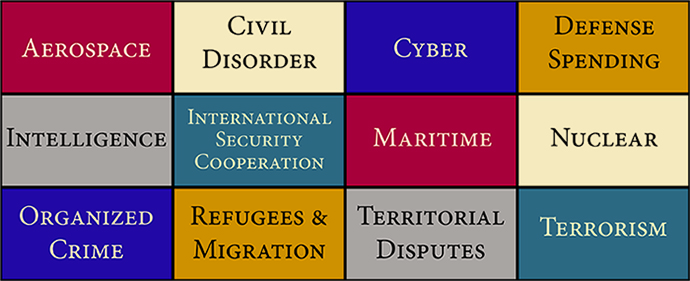 Aerospace
Civil
Disorder
Cyber
Defense
Spending
Intelligence
International
Security
Cooperation
Maritime
Nuclear
Organized
Crime
Refugees &
Migration
Territorial
Disputes
Terrorism